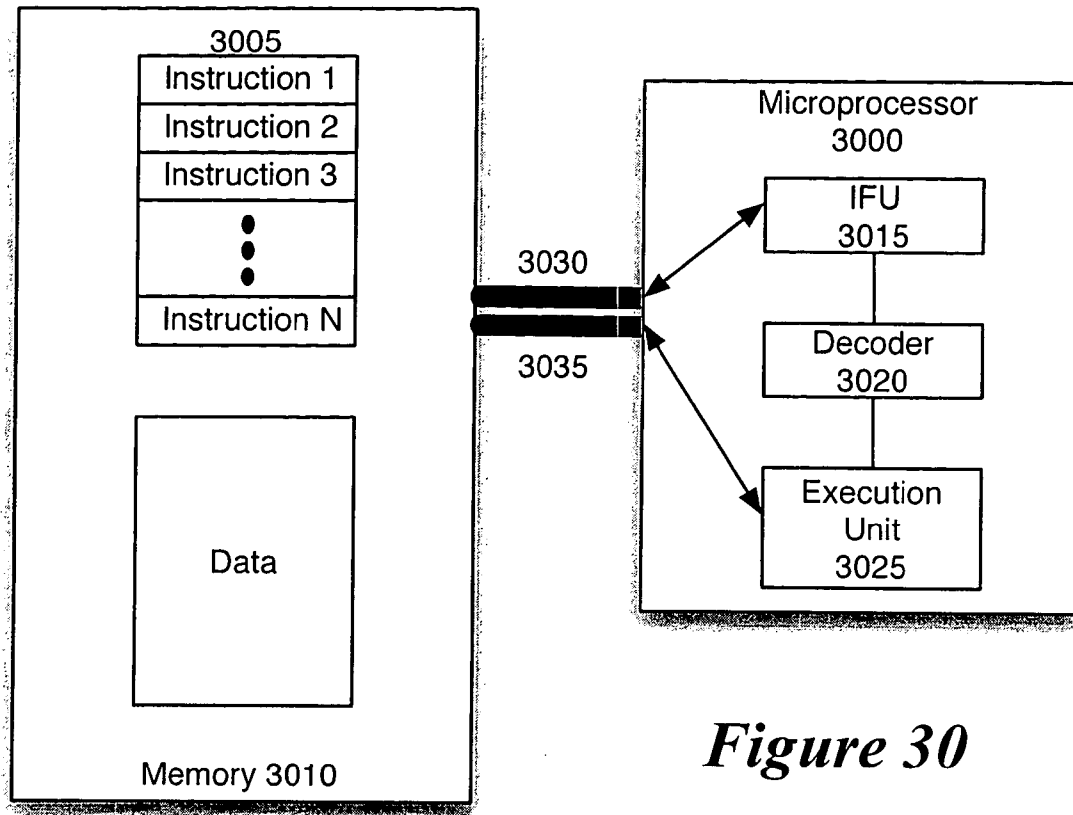 3005
Instruction 1
Instruction 2
Instruction 3
Instruction N
Data
Memory 3010
3030
3035
Microprocessor
3000
IFU
3015
Decoder
3020
Execution
Unit
3025
Figure 30